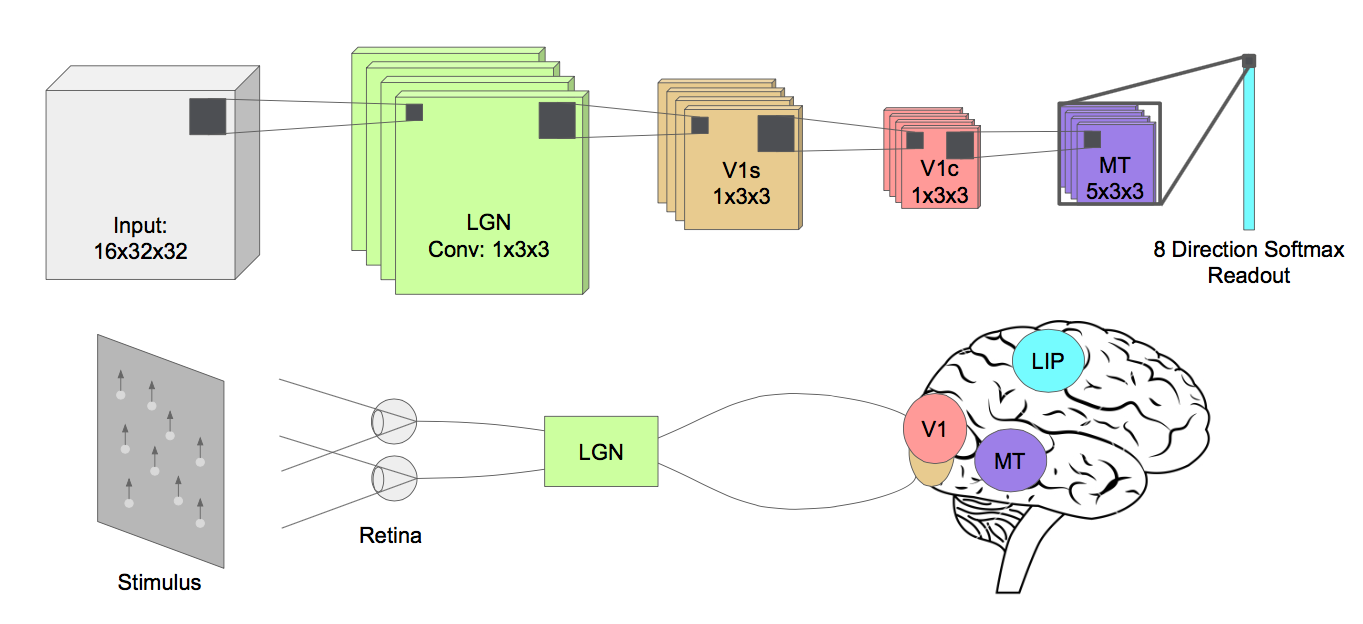 Input:
16x32x32
LGN
Conv: 1x3x3
V1s
1x3x3
V1c
1x3x3
MT
5x3x3
8 Direction Softmax
Readout
Stimulus
Retina
LGN
V1
MT
LIP